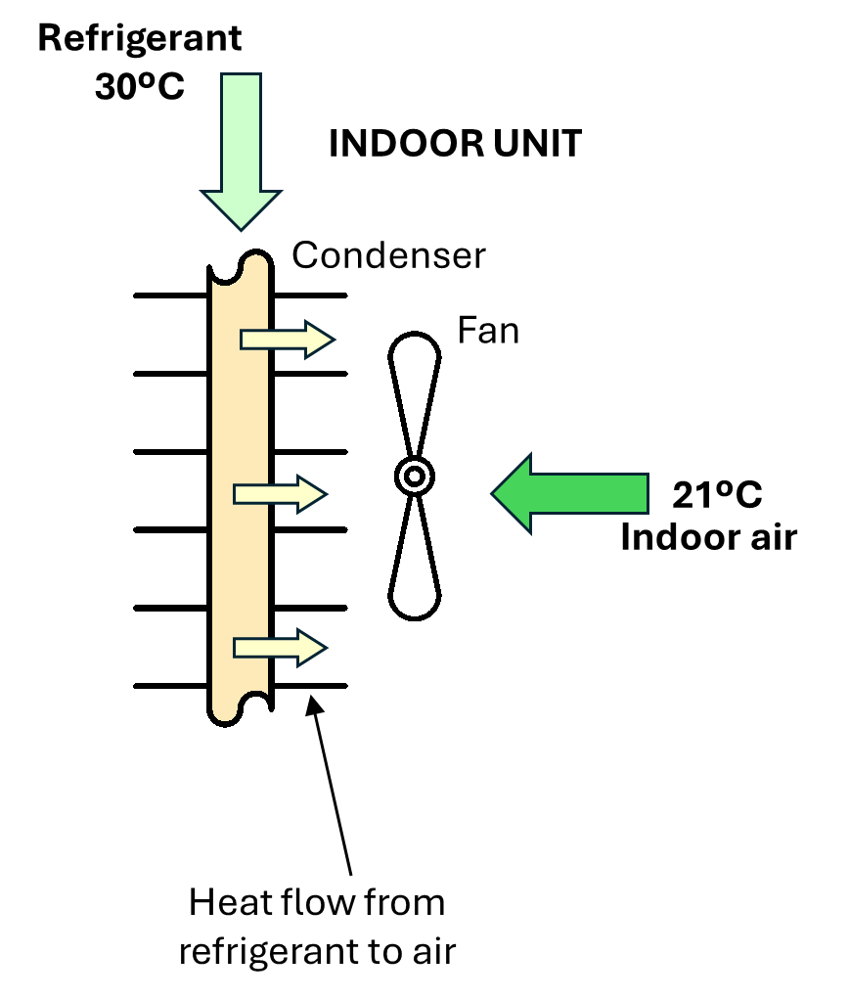 Refrigerant
30ºC
INDOOR UNIT
Condenser
Fan
21ºC
Indoor air
Heat flow from
refrigerant to air